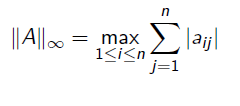 ‖A‖∞ = max_{1≤i≤n} ∑_{j=1}^{n} |a_{ij}|